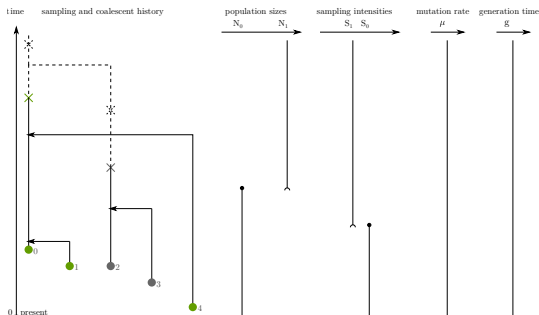 time sampling and coalescent history population sizes sampling intensities mutation rate generation time
N₀ N₁ S₁ S₀ μ g
0
1
2
3
4
0 present